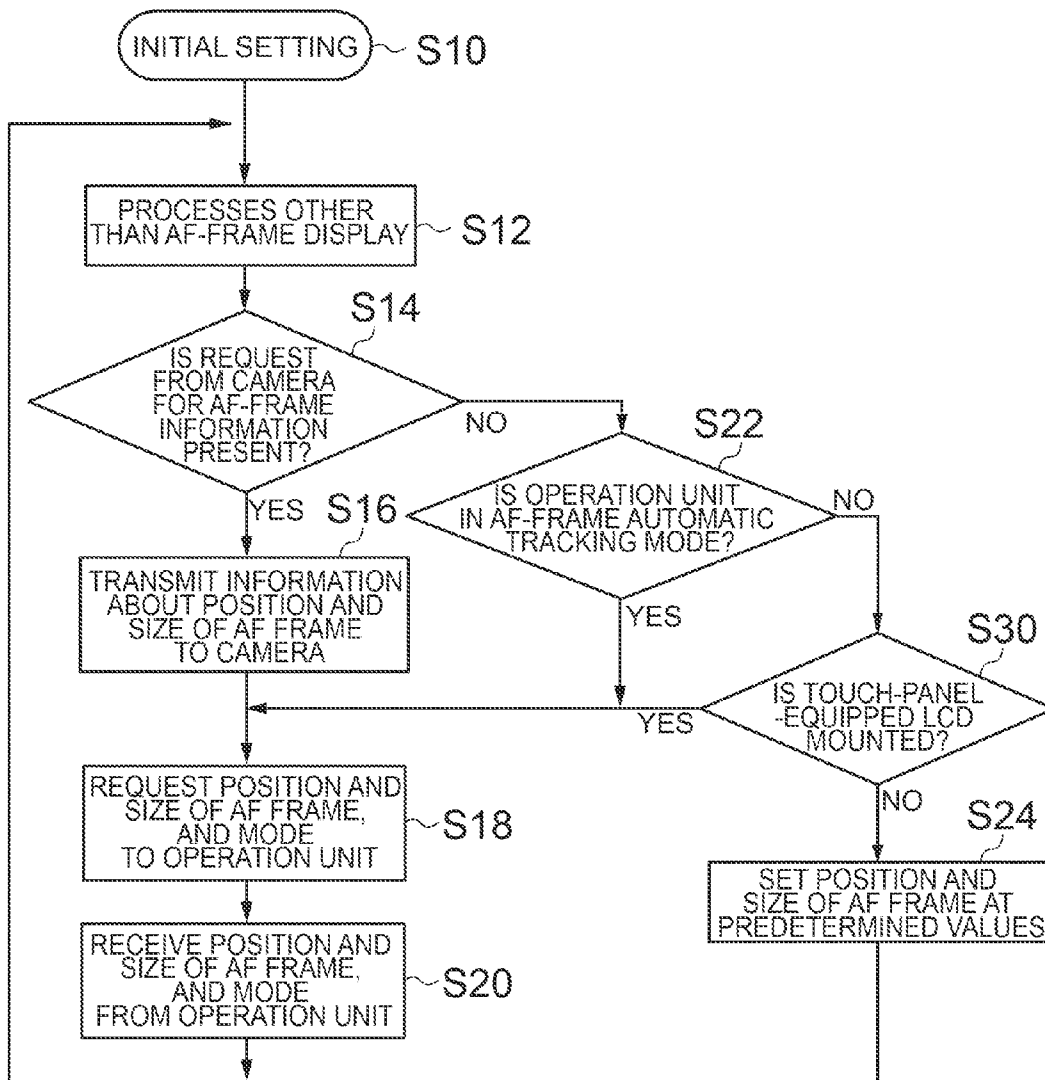 INITIAL SETTING
S10
PROCESSES OTHER
THAN AF-FRAME DISPLAY
S12
S14
IS REQUEST
FROM CAMERA
FOR AF-FRAME
INFORMATION
PRESENT?
NO
YES
S22
IS OPERATION UNIT
IN AF-FRAME AUTOMATIC
TRACKING MODE?
NO
YES
S16
TRANSMIT INFORMATION
ABOUT POSITION AND
SIZE OF AF FRAME
TO CAMERA
S30
IS TOUCH-PANEL
-EQUIPPED LCD
MOUNTED?
YES
NO
REQUEST POSITION AND
SIZE OF AF FRAME,
AND MODE
TO OPERATION UNIT
S18
S24
SET POSITION AND
SIZE OF AF FRAME AT
PREDETERMINED VALUES
RECEIVE POSITION AND
SIZE OF AF FRAME,
AND MODE
FROM OPERATION UNIT
S20